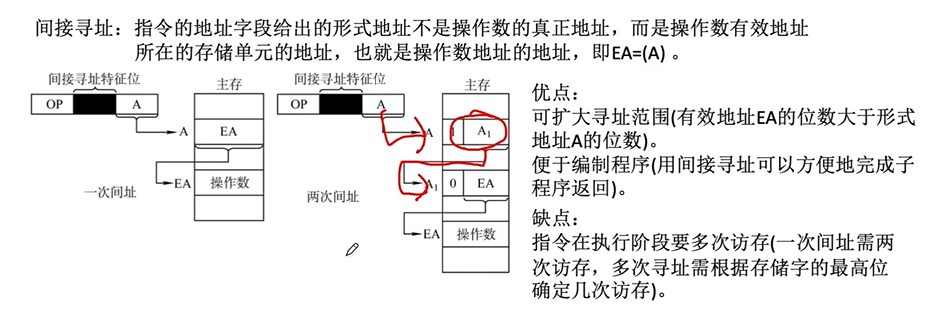 间接寻址：指令的地址字段给出的形式地址不是操作数的真正地址，而是操作数有效地址
所在的存储单元的地址，也就是操作数地址的地址，即EA=(A) 。
间接寻址特征位
主存
OP
A
A
EA
EA
操作数
一次间址
间接寻址特征位
主存
OP
A
A
1
A₁
A₁
0
EA
EA
操作数
两次间址
优点：
可扩大寻址范围(有效地址EA的位数大于形式
地址A的位数)。
便于编制程序(用间接寻址可以方便地完成子
程序返回)。
缺点：
指令在执行阶段要多次访存(一次间址需两
次访存，多次寻址需根据存储字的最高位
确定几次访存)。